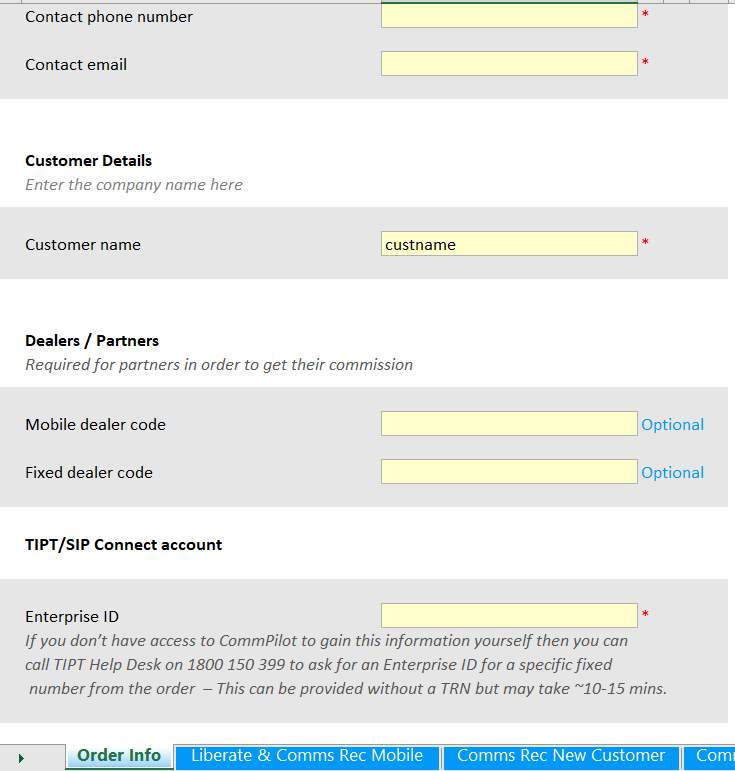 Contact phone number *
Contact email *
Customer Details
Enter the company name here
Customer name custname *
Dealers / Partners
Required for partners in order to get their commission
Mobile dealer code Optional
Fixed dealer code Optional
TIPT/SIP Connect account
Enterprise ID *
If you don’t have access to CommPilot to gain this information yourself then you can
call TIPT Help Desk on 1800 150 399 to ask for an Enterprise ID for a specific fixed
number from the order – This can be provided without a TRN but may take ~10-15 mins.
Order Info Liberate & Comms Rec Mobile Comms Rec New Customer